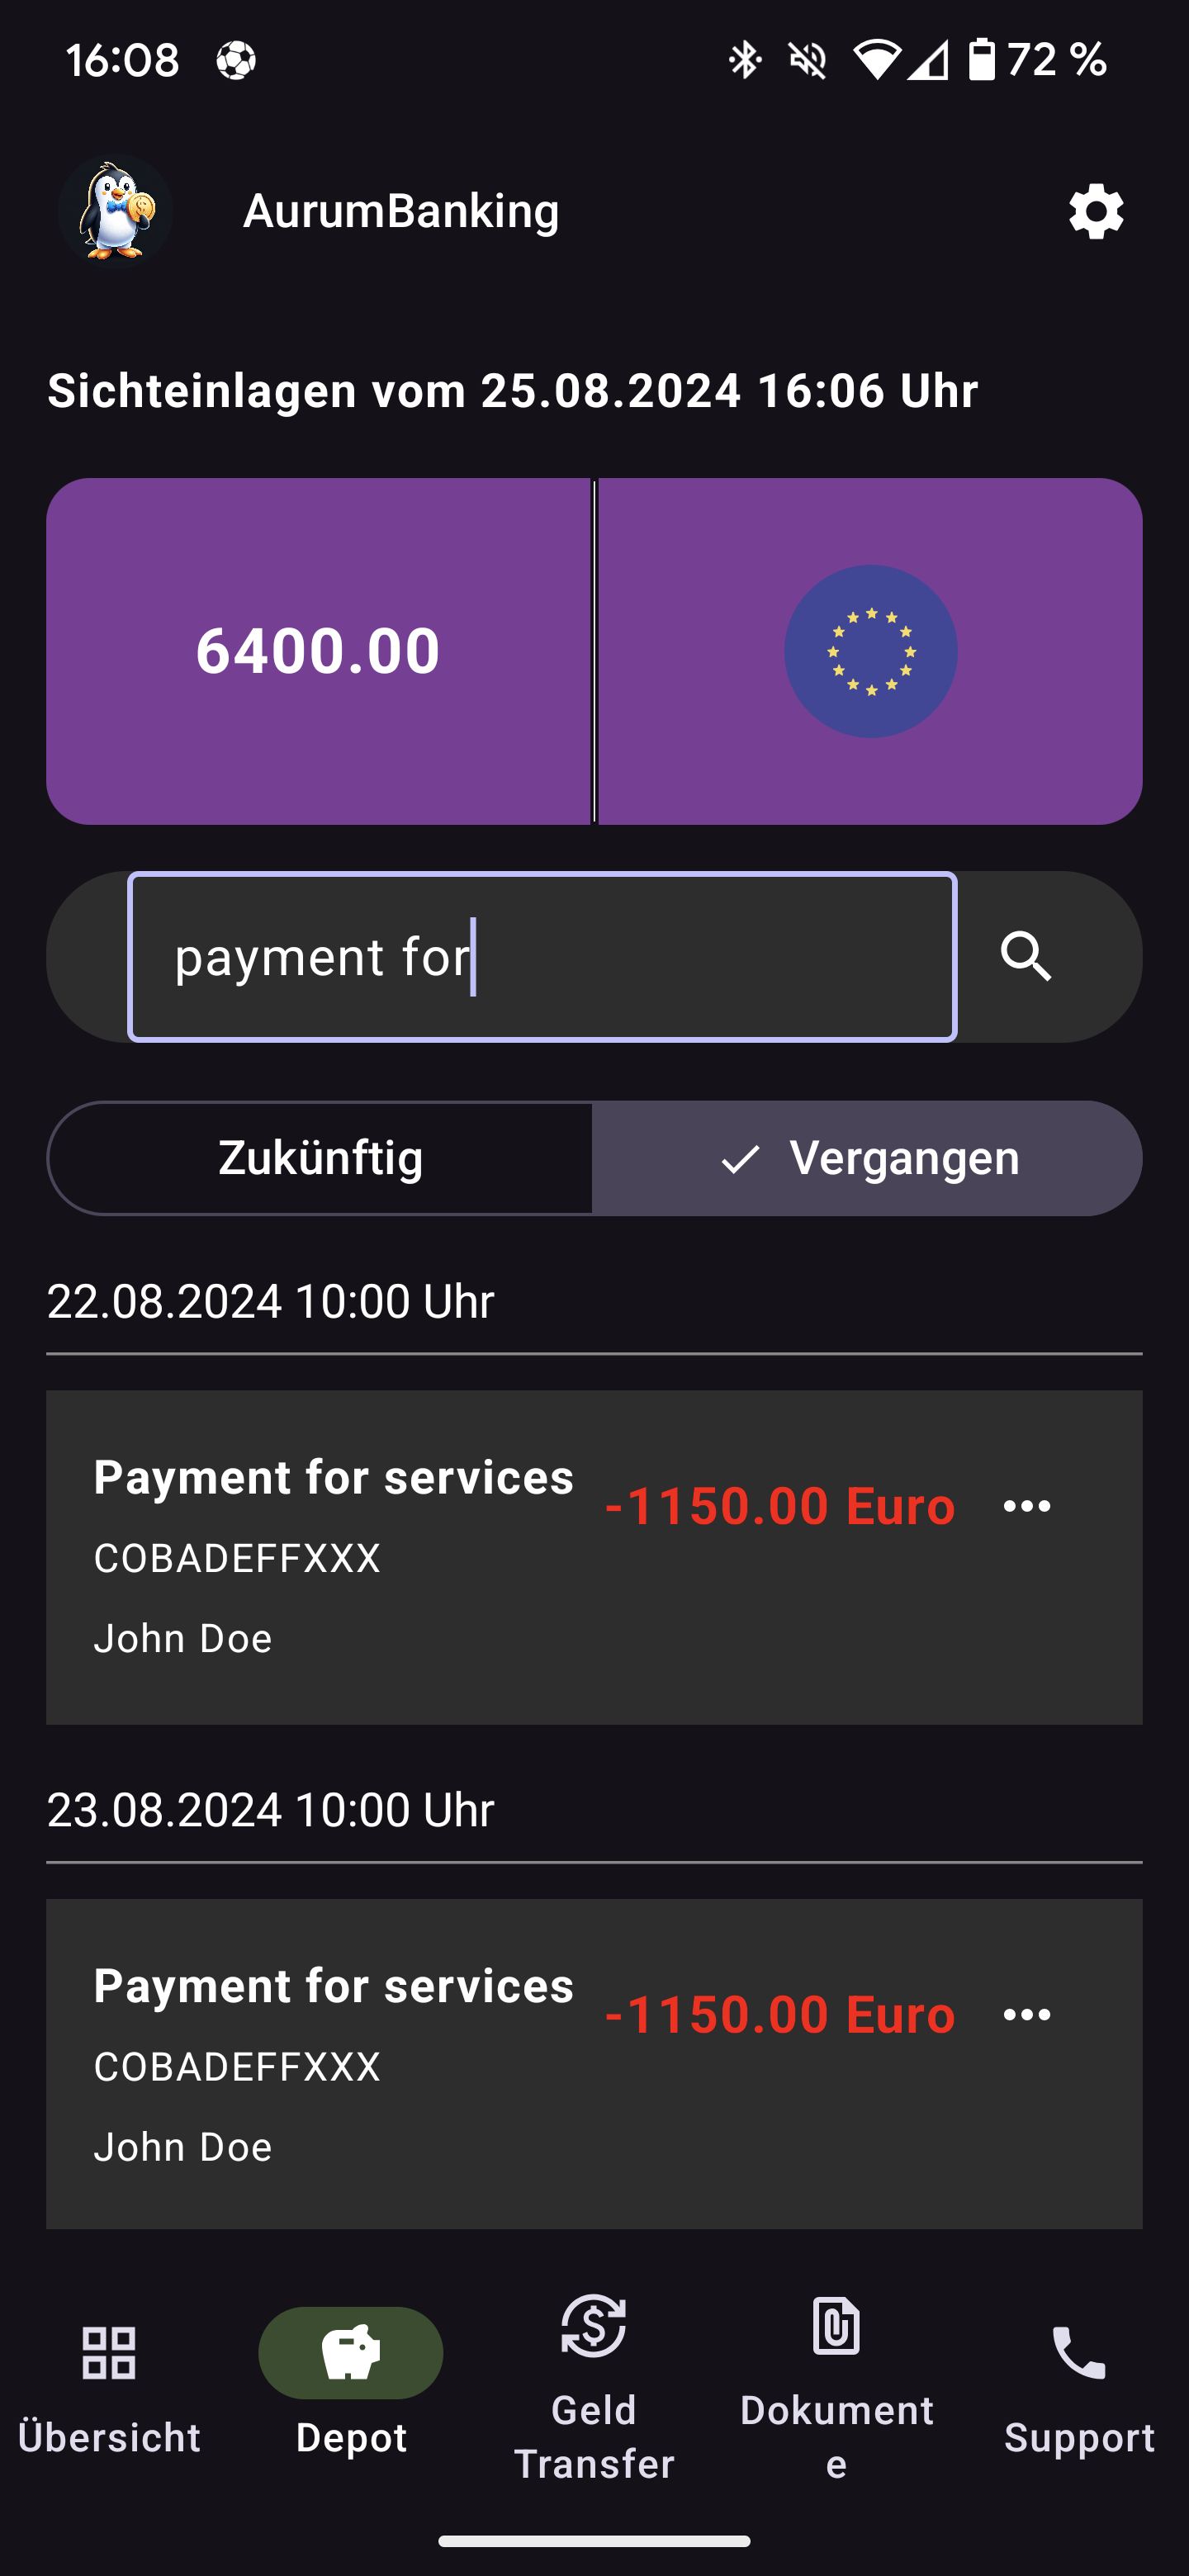 16:08
72 %
AurumBanking
Sichteinlagen vom 25.08.2024 16:06 Uhr
6400.00
payment for
Zukünftig
Vergangen
22.08.2024 10:00 Uhr
Payment for services
-1150.00 Euro
COBADEFFXXX
John Doe
23.08.2024 10:00 Uhr
Payment for services
-1150.00 Euro
COBADEFFXXX
John Doe
Übersicht
Depot
Geld
Transfer
Dokument
e
Support